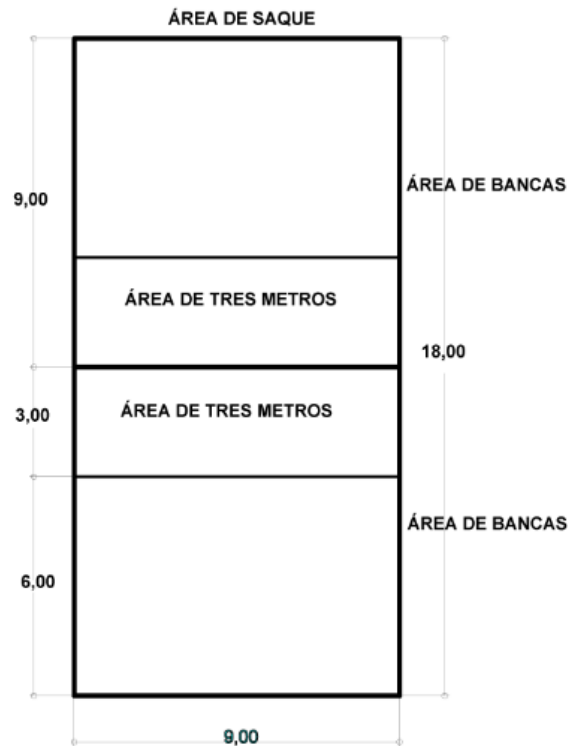 ÁREA DE SAQUE
ÁREA DE BANCAS
9,00
ÁREA DE TRES METROS
18,00
ÁREA DE TRES METROS
3,00
ÁREA DE BANCAS
6,00
9,00